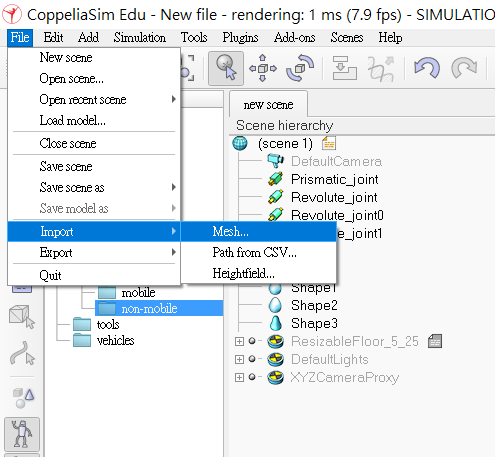 CoppeliaSim Edu - New file - rendering: 1 ms (7.9 fps) - SIMULATIO
File Edit Add Simulation Tools Plugins Add-ons Scenes Help
New scene
Open scene...
Open recent scene
Load model...
Close scene
Save scene
Save scene as
Save model as
Import
Export
Quit
Mesh...
Path from CSV...
Heightfield...
mobile
non-mobile
tools
vehicles
new scene
Scene hierarchy
(scene 1)
DefaultCamera
Prismatic_joint
Revolute_joint
Revolute_joint0
joint1
Shape1
Shape2
Shape3
ResizableFloor_5_25
DefaultLights
XYZCameraProxy